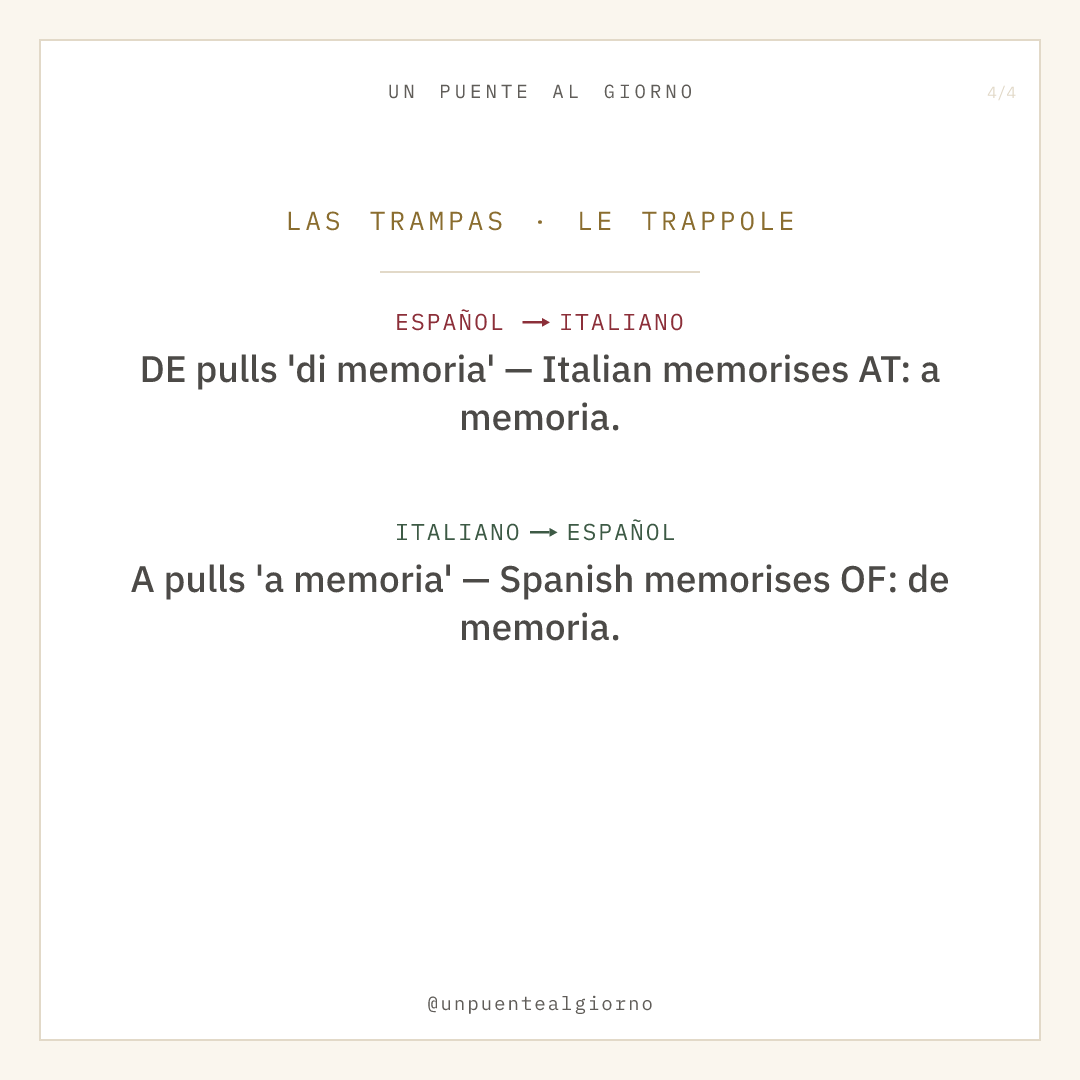 UN PUENTE AL GIORNO
4/4
LAS TRAMPAS · LE TRAPPOLE
ESPAÑOL → ITALIANO
DE pulls 'di memoria' — Italian memorises AT: a
memoria.
ITALIANO → ESPAÑOL
A pulls 'a memoria' — Spanish memorises OF: de
memoria.
@unpuentealgiorno